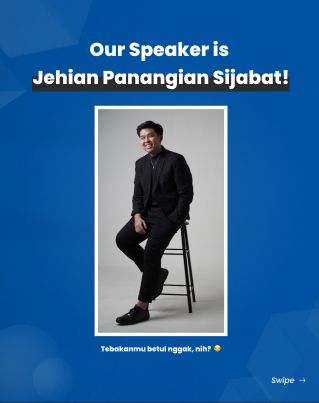 Our Speaker is
Jehian Panangian Sijabat!
Tebakanmu betul nggak, nih? 🤔
Swipe →